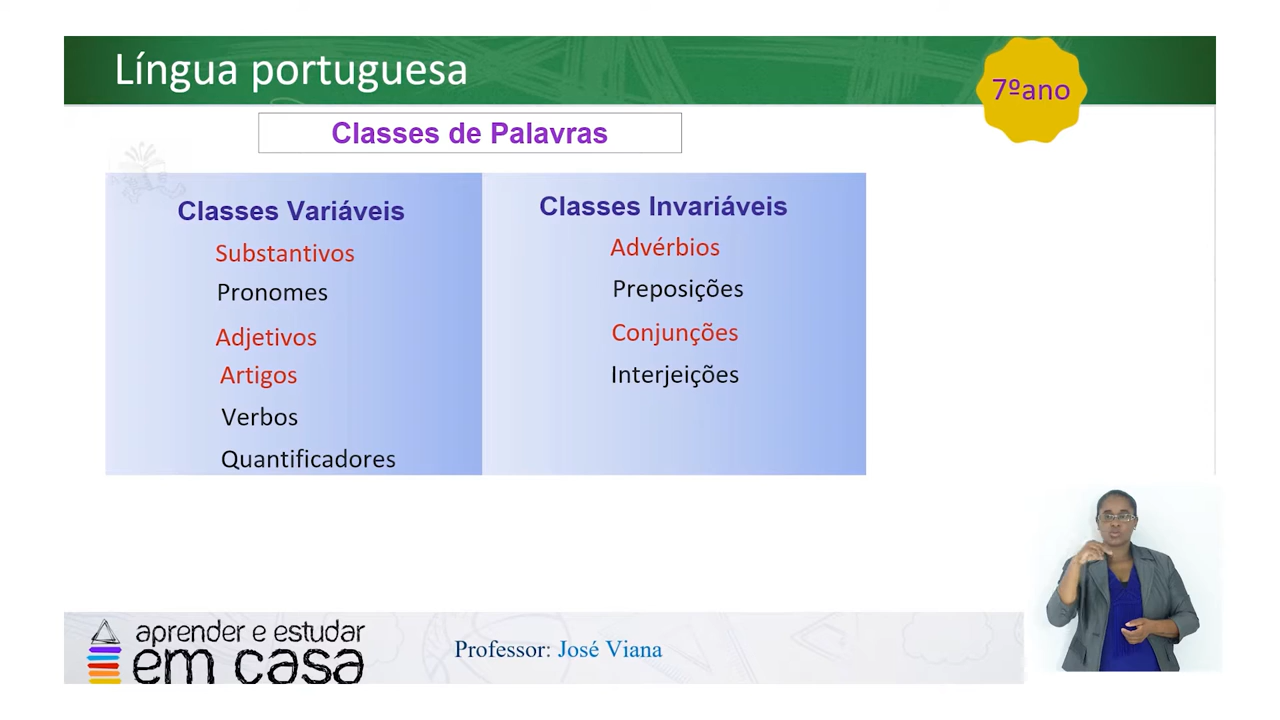 Língua portuguesa
7ºano
Classes de Palavras
Classes Variáveis
Substantivos
Pronomes
Adjetivos
Artigos
Verbos
Quantificadores
Classes Invariáveis
Advérbios
Preposições
Conjunções
Interjeições
aprender e estudar
em casa
Professor: José Viana